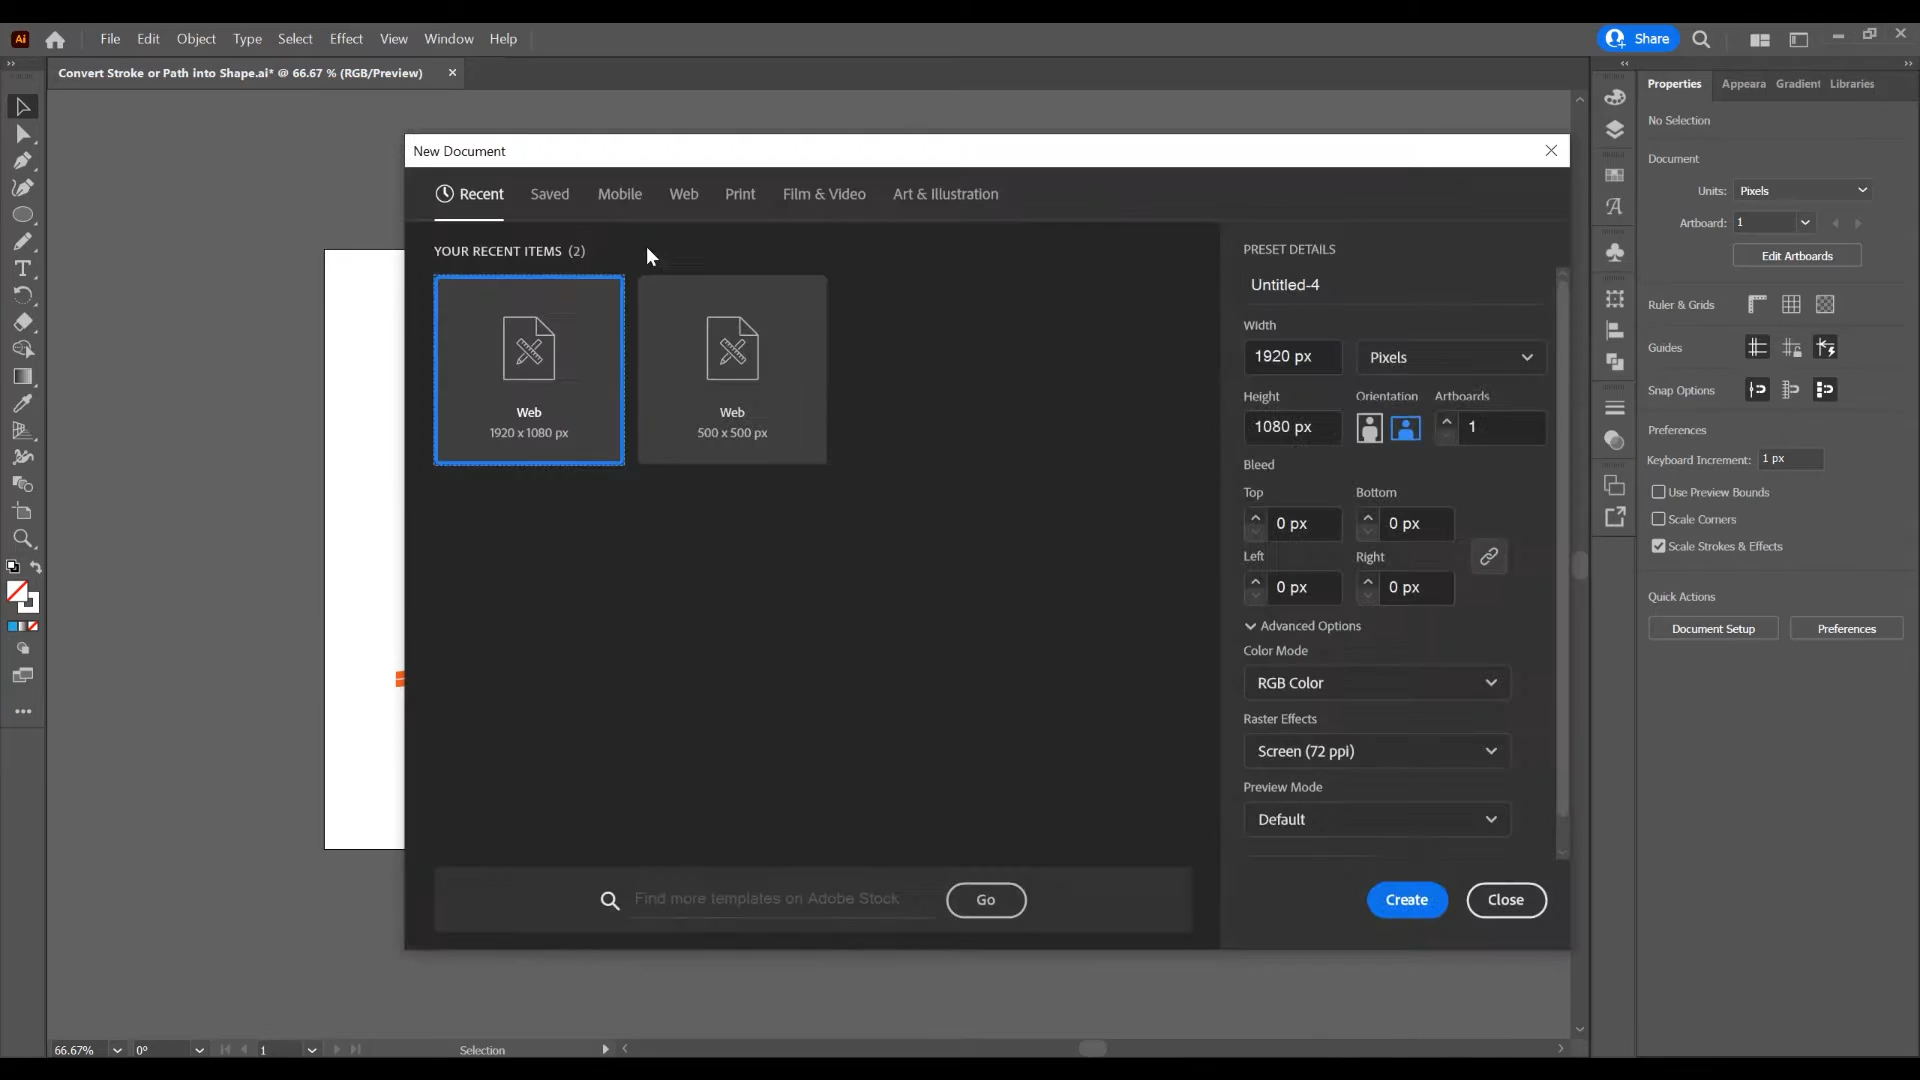 Ai File Edit Object Type Select Effect View Window Help Share
Convert Stroke or Path into Shape.ai* @ 66.67 % (RGB/Preview)
Properties Appeara Gradient Libraries
No Selection
Document
Units: Pixels
Artboard: 1
Edit Artboards
Ruler & Grids
Guides
Snap Options
Preferences
Keyboard Increment: 1 px
Use Preview Bounds
Scale Corners
Scale Strokes & Effects
Quick Actions
Document Setup Preferences
New Document
Recent Saved Mobile Web Print Film & Video Art & Illustration
YOUR RECENT ITEMS (2)
Web
1920 x 1080 px
Web
500 x 500 px
Find more templates on Adobe Stock Go
PRESET DETAILS
Untitled-4
Width
1920 px Pixels
Height Orientation Artboards
1080 px 1
Bleed
Top Bottom
0 px 0 px
Left Right
0 px 0 px
Advanced Options
Color Mode
RGB Color
Raster Effects
Screen (72 ppi)
Preview Mode
Default
Create Close
66.67% 0° 1 Selection